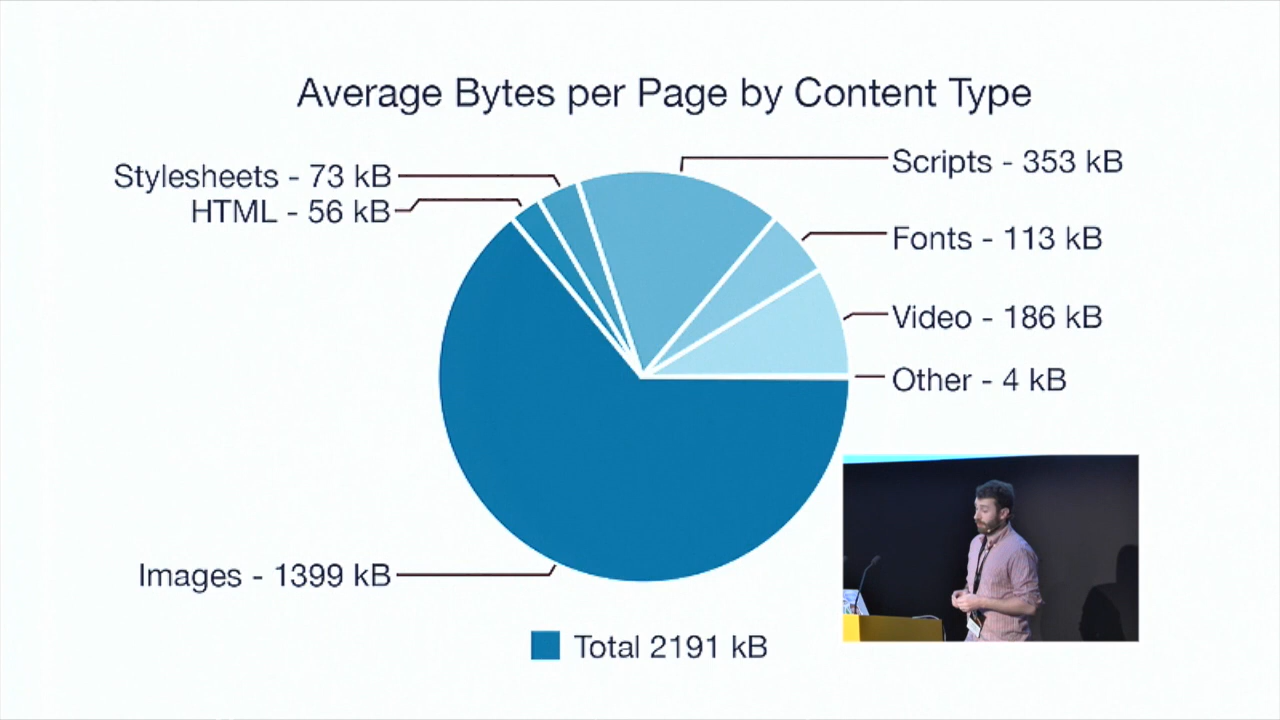 Average Bytes per Page by Content Type
Stylesheets - 73 kB
HTML - 56 kB
Scripts - 353 kB
Fonts - 113 kB
Video - 186 kB
Other - 4 kB
Images - 1399 kB
Total 2191 kB